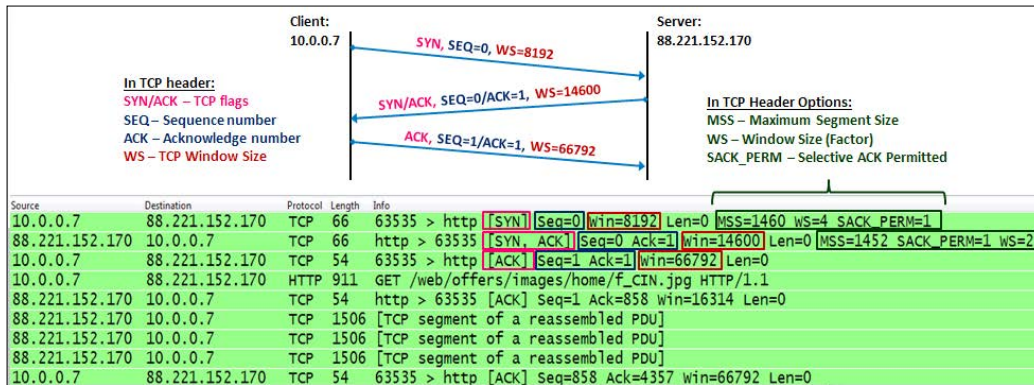 Client:
10.0.0.7
Server:
88.221.152.170
SYN, SEQ=0, WS=8192
SYN/ACK, SEQ=0/ACK=1, WS=14600
ACK, SEQ=1/ACK=1, WS=66792
In TCP header:
SYN/ACK – TCP flags
SEQ – Sequence number
ACK – Acknowledge number
WS – TCP Window Size
In TCP Header Options:
MSS – Maximum Segment Size
WS – Window Size (Factor)
SACK_PERM – Selective ACK Permitted
Source Destination Protocol Length Info
10.0.0.7 88.221.152.170 TCP 66 63535 > http [SYN] Seq=0 Win=8192 Len=0 MSS=1460 WS=4 SACK_PERM=1
88.221.152.170 10.0.0.7 TCP 66 http > 63535 [SYN, ACK] Seq=0 Ack=1 Win=14600 Len=0 MSS=1452 SACK_PERM=1 WS=2
10.0.0.7 88.221.152.170 TCP 54 63535 > http [ACK] Seq=1 Ack=1 Win=66792 Len=0
10.0.0.7 88.221.152.170 HTTP 911 GET /web/offers/images/home/f_CIN.jpg HTTP/1.1
88.221.152.170 10.0.0.7 TCP 54 http > 63535 [ACK] Seq=1 Ack=858 Win=16314 Len=0
88.221.152.170 10.0.0.7 TCP 1506 [TCP segment of a reassembled PDU]
88.221.152.170 10.0.0.7 TCP 1506 [TCP segment of a reassembled PDU]
88.221.152.170 10.0.0.7 TCP 1506 [TCP segment of a reassembled PDU]
10.0.0.7 88.221.152.170 TCP 54 63535 > http [ACK] Seq=858 Ack=4357 Win=66792 Len=0